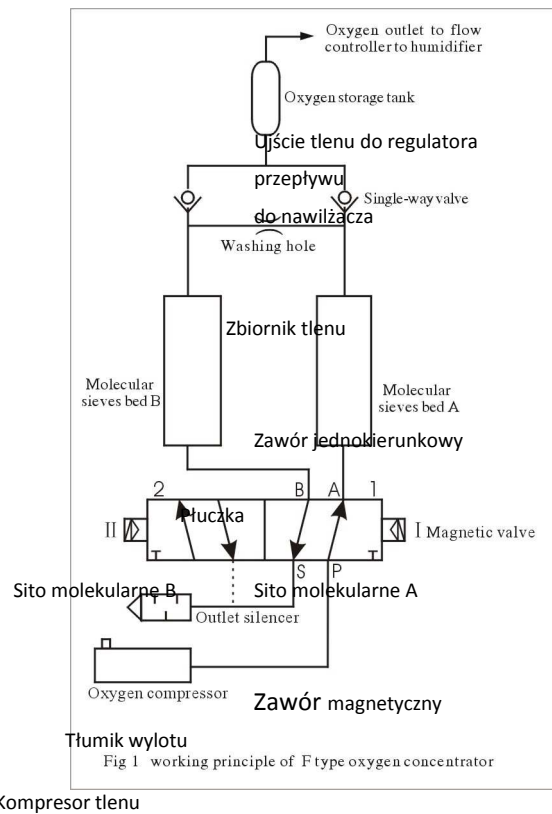 Oxygen outlet to flow
controller to humidifier
Oxygen storage tank
Ujście tlenu do regulatora
przepływu
do nawilżacza
Single-way valve
Washing hole
Zbiornik tlenu
Molecular
sieves bed B
Molecular
sieves bed A
Zawór jednokierunkowy
2
B
A
1
Płuczka
II
I Magnetic valve
S
P
Sito molekularne B
Sito molekularne A
Outlet silencer
Oxygen compressor
Zawór magnetyczny
Tłumik wylotu
Fig 1 working principle of F type oxygen concentrator
Kompresor tlenu